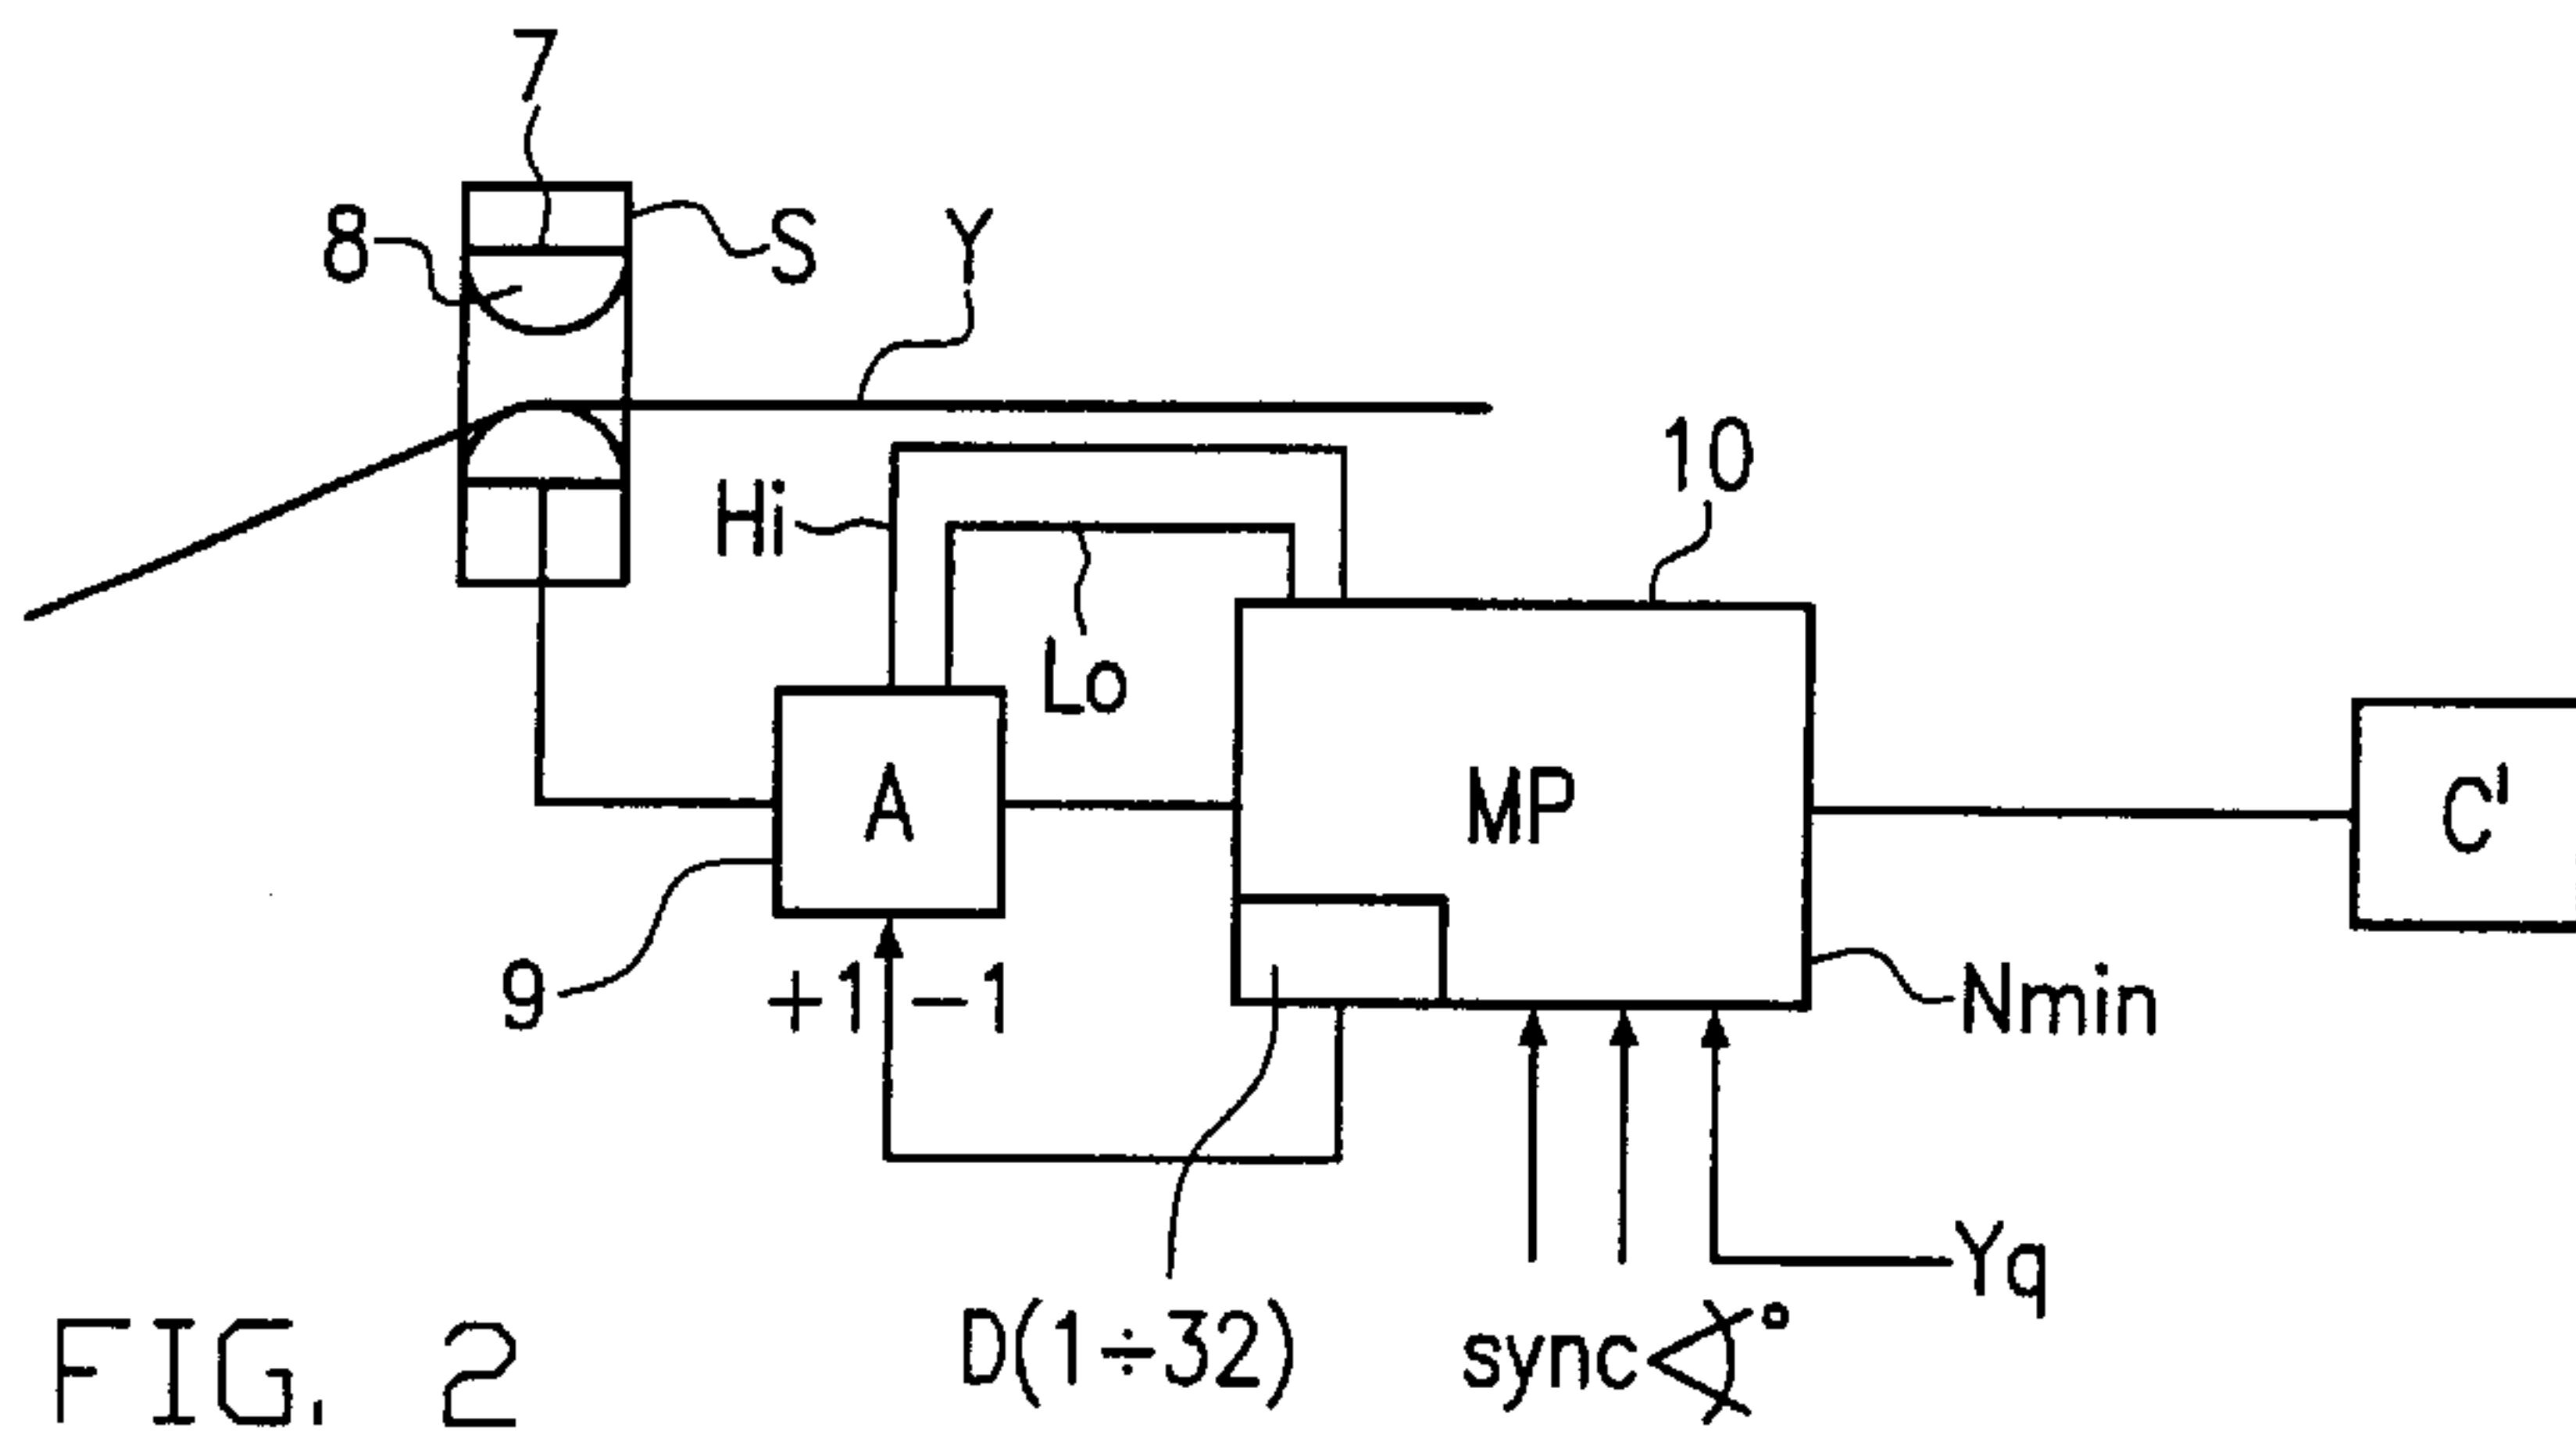 7
8
S
Y
Hi
10
Lo
A
MP
C'
9
+1
-1
Nmin
Yq
D(1÷32)
sync ∢°
FIG. 2